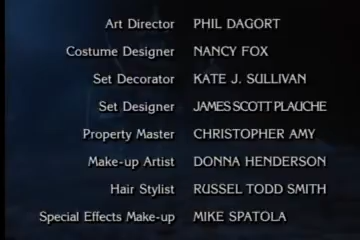 Art Director PHIL DAGORT
Costume Designer NANCY FOX
Set Decorator KATE J. SULLIVAN
Set Designer JAMES SCOTT PLAUCHE
Property Master CHRISTOPHER AMY
Make-up Artist DONNA HENDERSON
Hair Stylist RUSSEL TODD SMITH
Special Effects Make-up MIKE SPATOLA